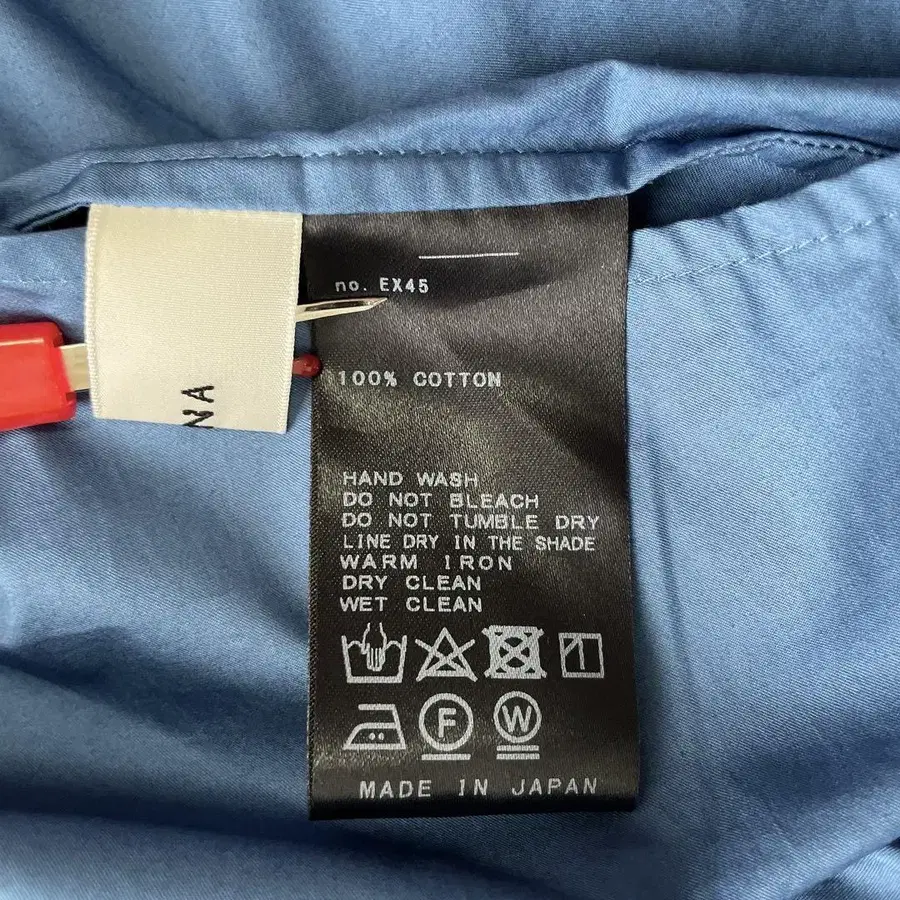 no. EX45
100% COTTON
HAND WASH
DO NOT BLEACH
DO NOT TUMBLE DRY
LINE DRY IN THE SHADE
WARM IRON
DRY CLEAN
WET CLEAN
F W
MADE IN JAPAN
NA